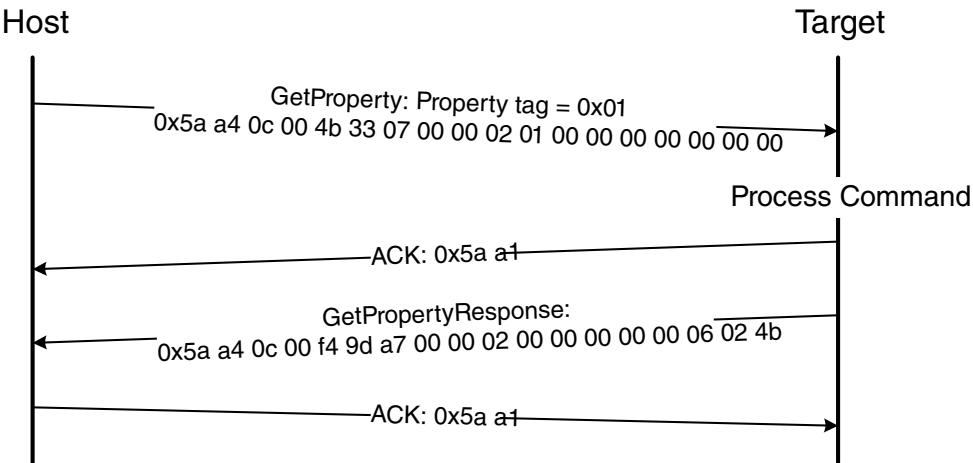 Host
Target
GetProperty: Property tag = 0x01
0x5a a4 0c 00 4b 33 07 00 00 02 01 00 00 00 00 00 00 00
Process Command
ACK: 0x5a a1
GetPropertyResponse:
0x5a a4 0c 00 f4 9d a7 00 00 02 00 00 00 00 00 06 02 4b
ACK: 0x5a a1